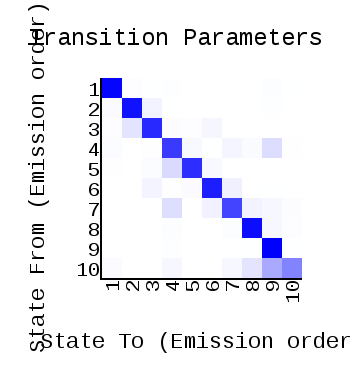 Transition Parameters
State From (Emission order)
1
2
3
4
5
6
7
8
9
10
1 2 3 4 5 6 7 8 9 10
State To (Emission order